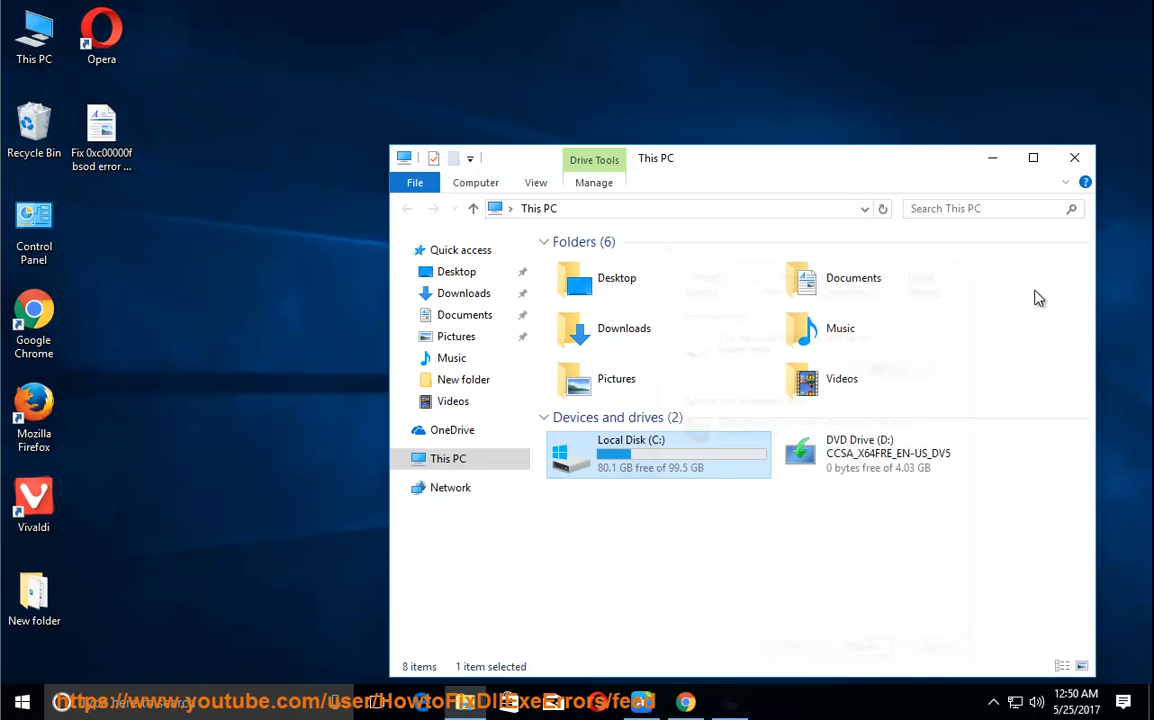 This PC
Opera
Recycle Bin
Fix 0xc00000f
bsod error ...
Control
Panel
Google
Chrome
Mozilla
Firefox
Vivaldi
New folder
Drive Tools
This PC
File
Computer
View
Manage
This PC
Search This PC
Quick access
Desktop
Downloads
Documents
Pictures
Music
New folder
Videos
OneDrive
This PC
Network
Folders (6)
Desktop
Documents
Downloads
Music
Pictures
Videos
Devices and drives (2)
Local Disk (C:)
80.1 GB free of 99.5 GB
DVD Drive (D:)
CCSA_X64FRE_EN-US_DV5
0 bytes free of 4.03 GB
8 items
1 item selected
https://www.youtube.com/user/HowtoFixDllExeErrors/feed
12:50 AM
5/25/2017